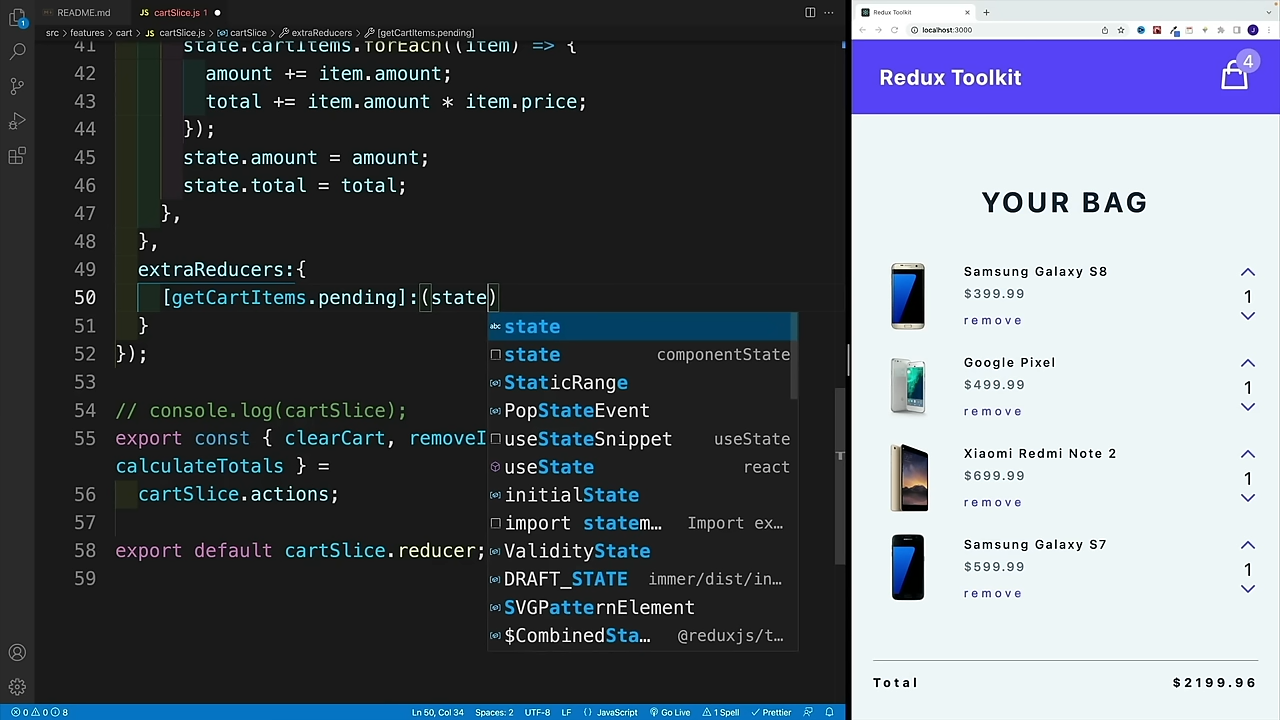 README.md
JS cartSlice.js 1
src > features > cart > JS cartSlice.js > cartSlice > extraReducers > [getCartItems.pending]
41 state.cartItems.forEach((item) => {
42 amount += item.amount;
43 total += item.amount * item.price;
44 });
45 state.amount = amount;
46 state.total = total;
47 },
48 },
49 extraReducers:{
50 [getCartItems.pending]:(state)
51 }
52 });
53
54 // console.log(cartSlice);
55 export const { clearCart, removeI
calculateTotals } =
56 cartSlice.actions;
57
58 export default cartSlice.reducer;
59
abc state
state componentState
StaticRange
PopStateEvent
useStateSnippet useState
useState react
initialState
import statem… Import ex…
ValidityState
DRAFT_STATE immer/dist/in…
SVGPatternElement
$CombinedSta… @reduxjs/t…
1
0 0 8
Ln 50, Col 34 Spaces: 2 UTF-8 LF {} JavaScript Go Live 1 Spell Prettier
Redux Toolkit
localhost:3000
J
Redux Toolkit
4
YOUR BAG
Samsung Galaxy S8
$399.99
remove
1
Google Pixel
$499.99
remove
1
Xiaomi Redmi Note 2
$699.99
remove
1
Samsung Galaxy S7
$599.99
remove
1
Total $2199.96